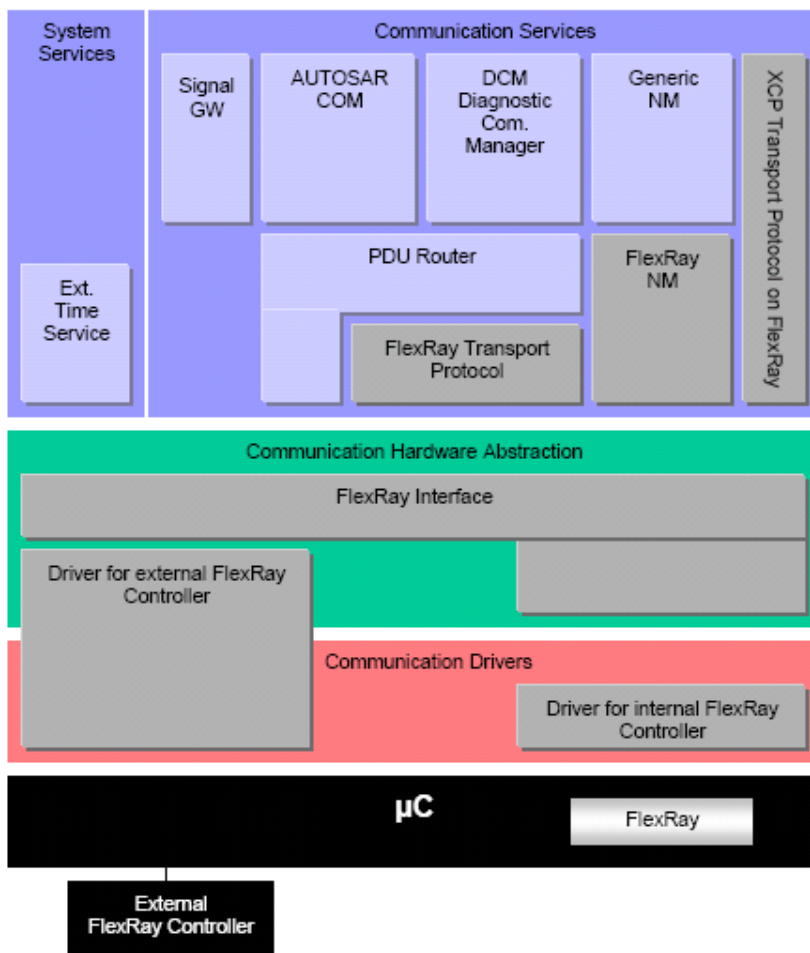 System
Services
Communication Services
Signal
GW
AUTOSAR
COM
DCM
Diagnostic
Com.
Manager
Generic
NM
XCP Transport Protocol on FlexRay
Ext.
Time
Service
PDU Router
FlexRay
NM
FlexRay Transport
Protocol
Communication Hardware Abstraction
FlexRay Interface
Driver for external FlexRay
Controller
Communication Drivers
Driver for internal FlexRay
Controller
µC
FlexRay
External
FlexRay Controller